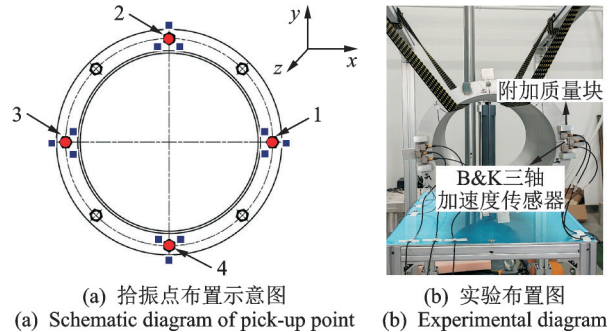 2
y
x
z
3
1
4
附加质量块
B&K三轴
加速度传感器
(a) 拾振点布置示意图
(a) Schematic diagram of pick-up point
(b) 实验布置图
(b) Experimental diagram